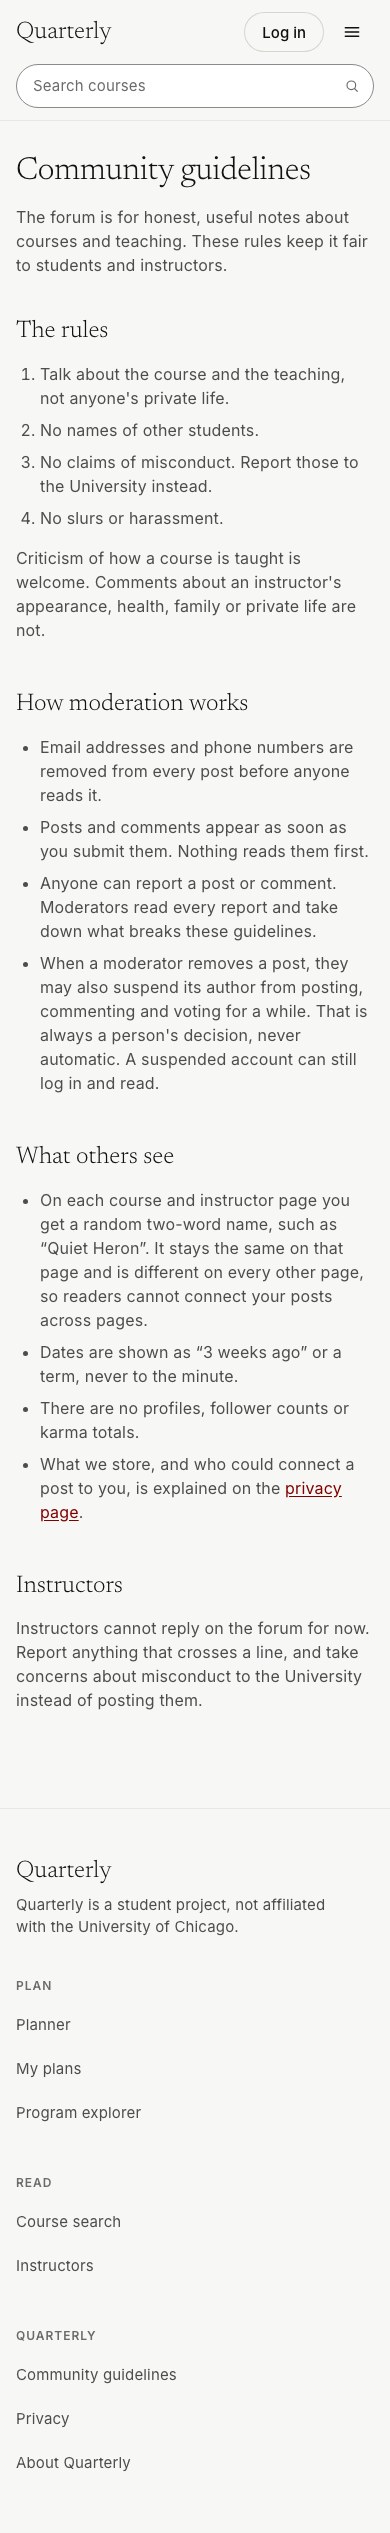 Quarterly
Log in
Search courses
Community guidelines
The forum is for honest, useful notes about
courses and teaching. These rules keep it fair
to students and instructors.
The rules
1. Talk about the course and the teaching,
not anyone's private life.
2. No names of other students.
3. No claims of misconduct. Report those to
the University instead.
4. No slurs or harassment.
Criticism of how a course is taught is
welcome. Comments about an instructor's
appearance, health, family or private life are
not.
How moderation works
• Email addresses and phone numbers are
removed from every post before anyone
reads it.
• Posts and comments appear as soon as
you submit them. Nothing reads them first.
• Anyone can report a post or comment.
Moderators read every report and take
down what breaks these guidelines.
• When a moderator removes a post, they
may also suspend its author from posting,
commenting and voting for a while. That is
always a person's decision, never
automatic. A suspended account can still
log in and read.
What others see
• On each course and instructor page you
get a random two-word name, such as
“Quiet Heron”. It stays the same on that
page and is different on every other page,
so readers cannot connect your posts
across pages.
• Dates are shown as “3 weeks ago” or a
term, never to the minute.
• There are no profiles, follower counts or
karma totals.
• What we store, and who could connect a
post to you, is explained on the privacy
page.
Instructors
Instructors cannot reply on the forum for now.
Report anything that crosses a line, and take
concerns about misconduct to the University
instead of posting them.
Quarterly
Quarterly is a student project, not affiliated
with the University of Chicago.
PLAN
Planner
My plans
Program explorer
READ
Course search
Instructors
QUARTERLY
Community guidelines
Privacy
About Quarterly